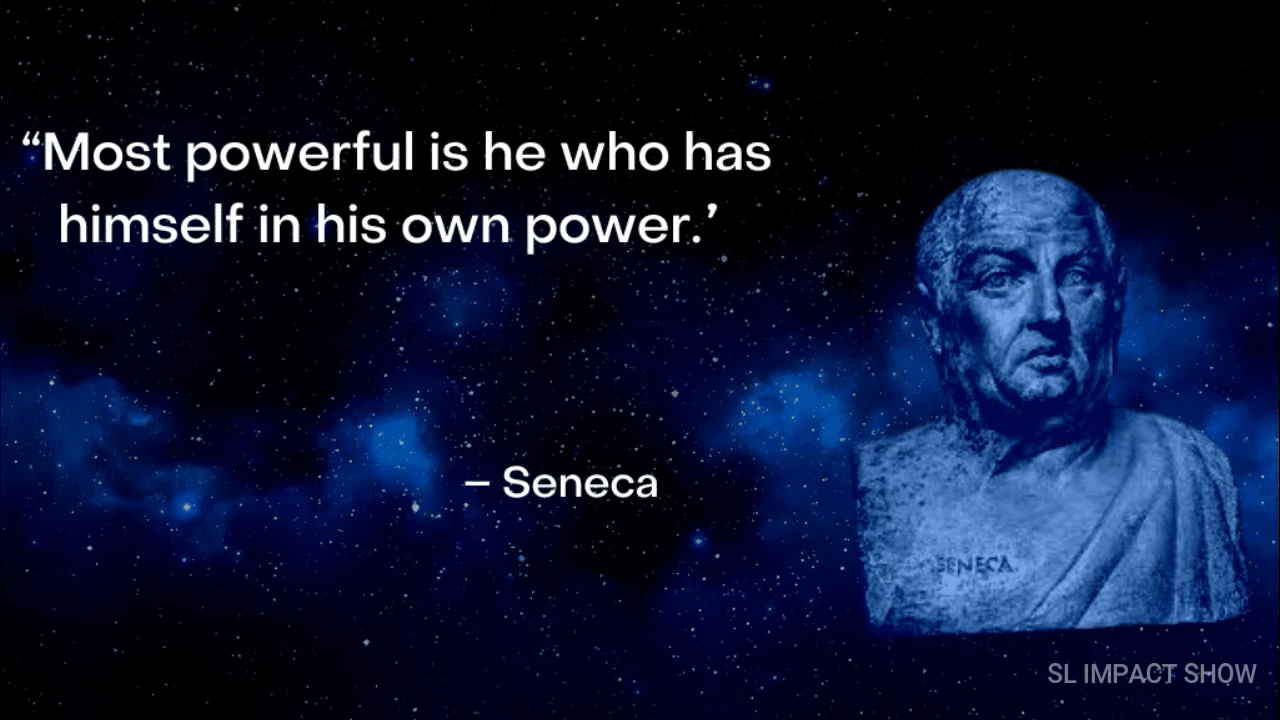 “Most powerful is he who has
himself in his own power.’
– Seneca
SENECA
SL IMPACT SHOW